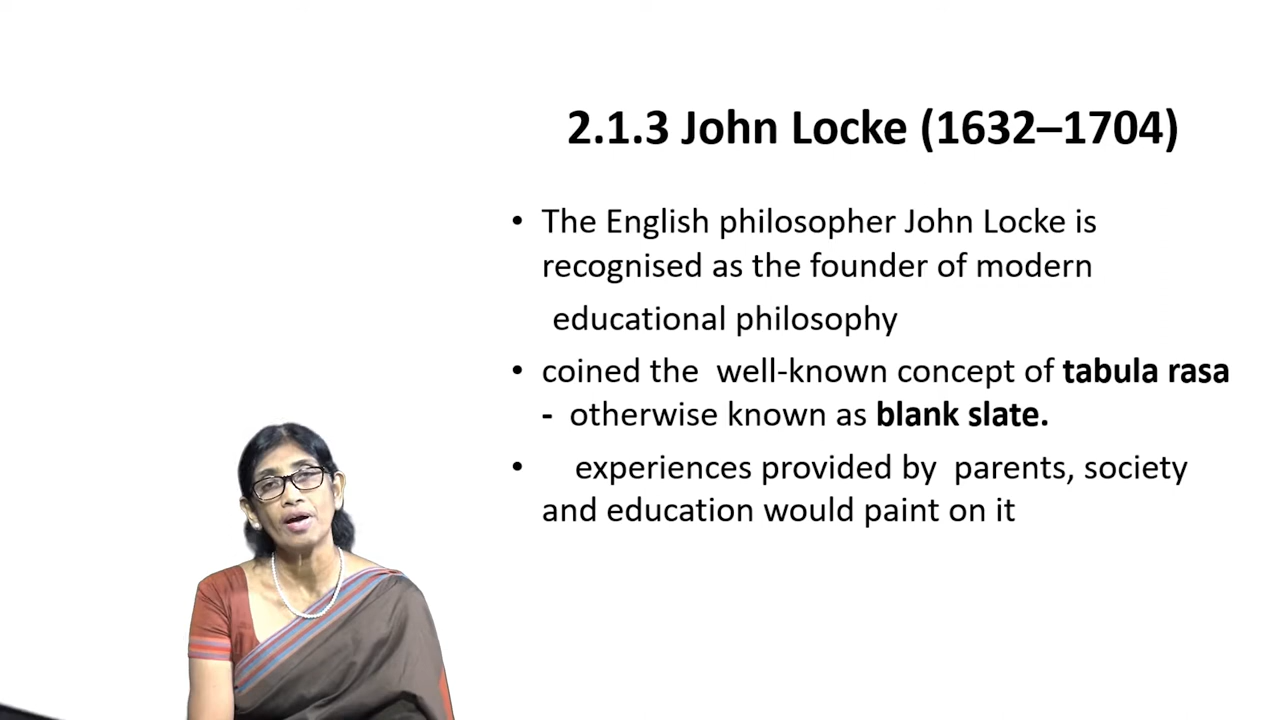 2.1.3 John Locke (1632–1704)
• The English philosopher John Locke is
recognised as the founder of modern
educational philosophy
• coined the well-known concept of tabula rasa
- otherwise known as blank slate.
• experiences provided by parents, society
and education would paint on it